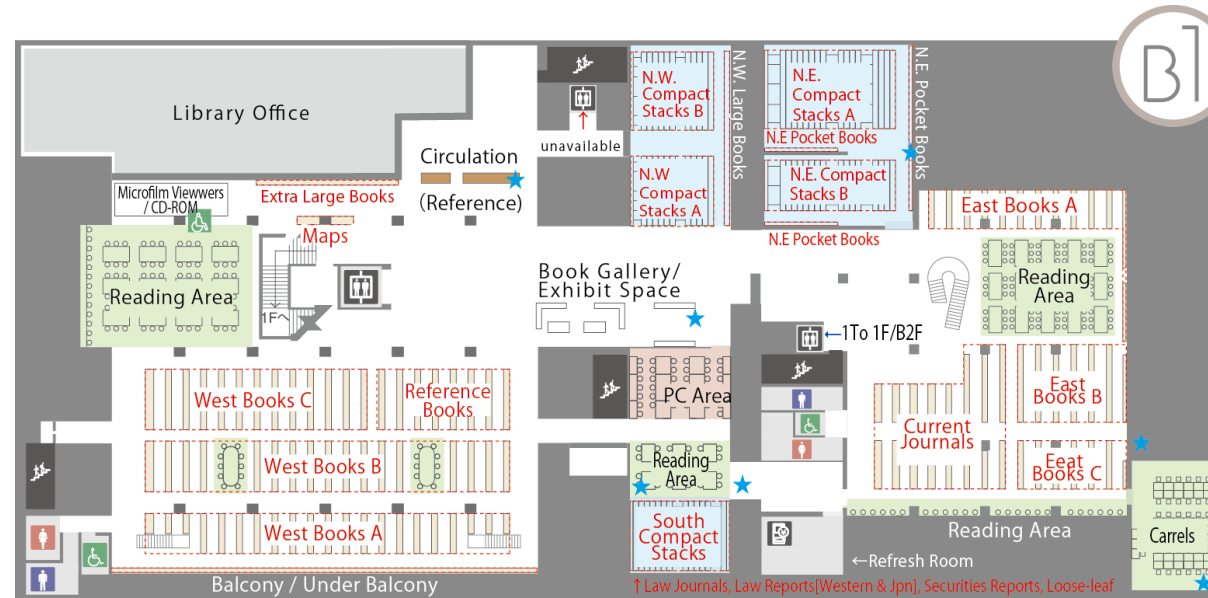 B1
Library Office
N.W.
Compact
Stacks B
N.W. Large Books
N.E.
Compact
Stacks A
N.E. Pocket Books
N.E Pocket Books
unavailable
Circulation
(Reference)
N.W
Compact
Stacks A
N.E. Compact
Stacks B
Microfilm Viewwers
/ CD-ROM
Extra Large Books
Maps
East Books A
N.E Pocket Books
Reading Area
1Fへ
Book Gallery/
Exhibit Space
Reading
Area
←1To 1F/B2F
West Books C
Reference
Books
PC Area
East
Books B
Current
Journals
West Books B
Reading
Area
Eeat
Books C
West Books A
South
Compact
Stacks
Reading Area
Carrels
←Refresh Room
Balcony / Under Balcony
↑Law Journals, Law Reports[Western & Jpn], Securities Reports, Loose-leaf